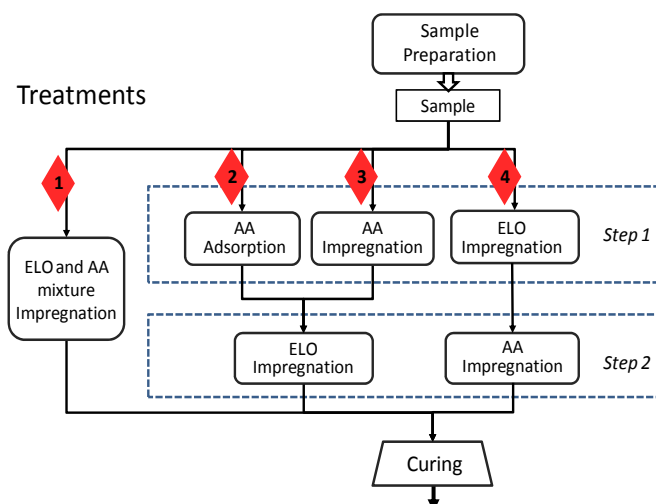 Sample
Preparation
Treatments
Sample
1
2
3
4
AA
Adsorption
AA
Impregnation
ELO
Impregnation
Step 1
ELO and AA
mixture
Impregnation
ELO
Impregnation
AA
Impregnation
Step 2
Curing